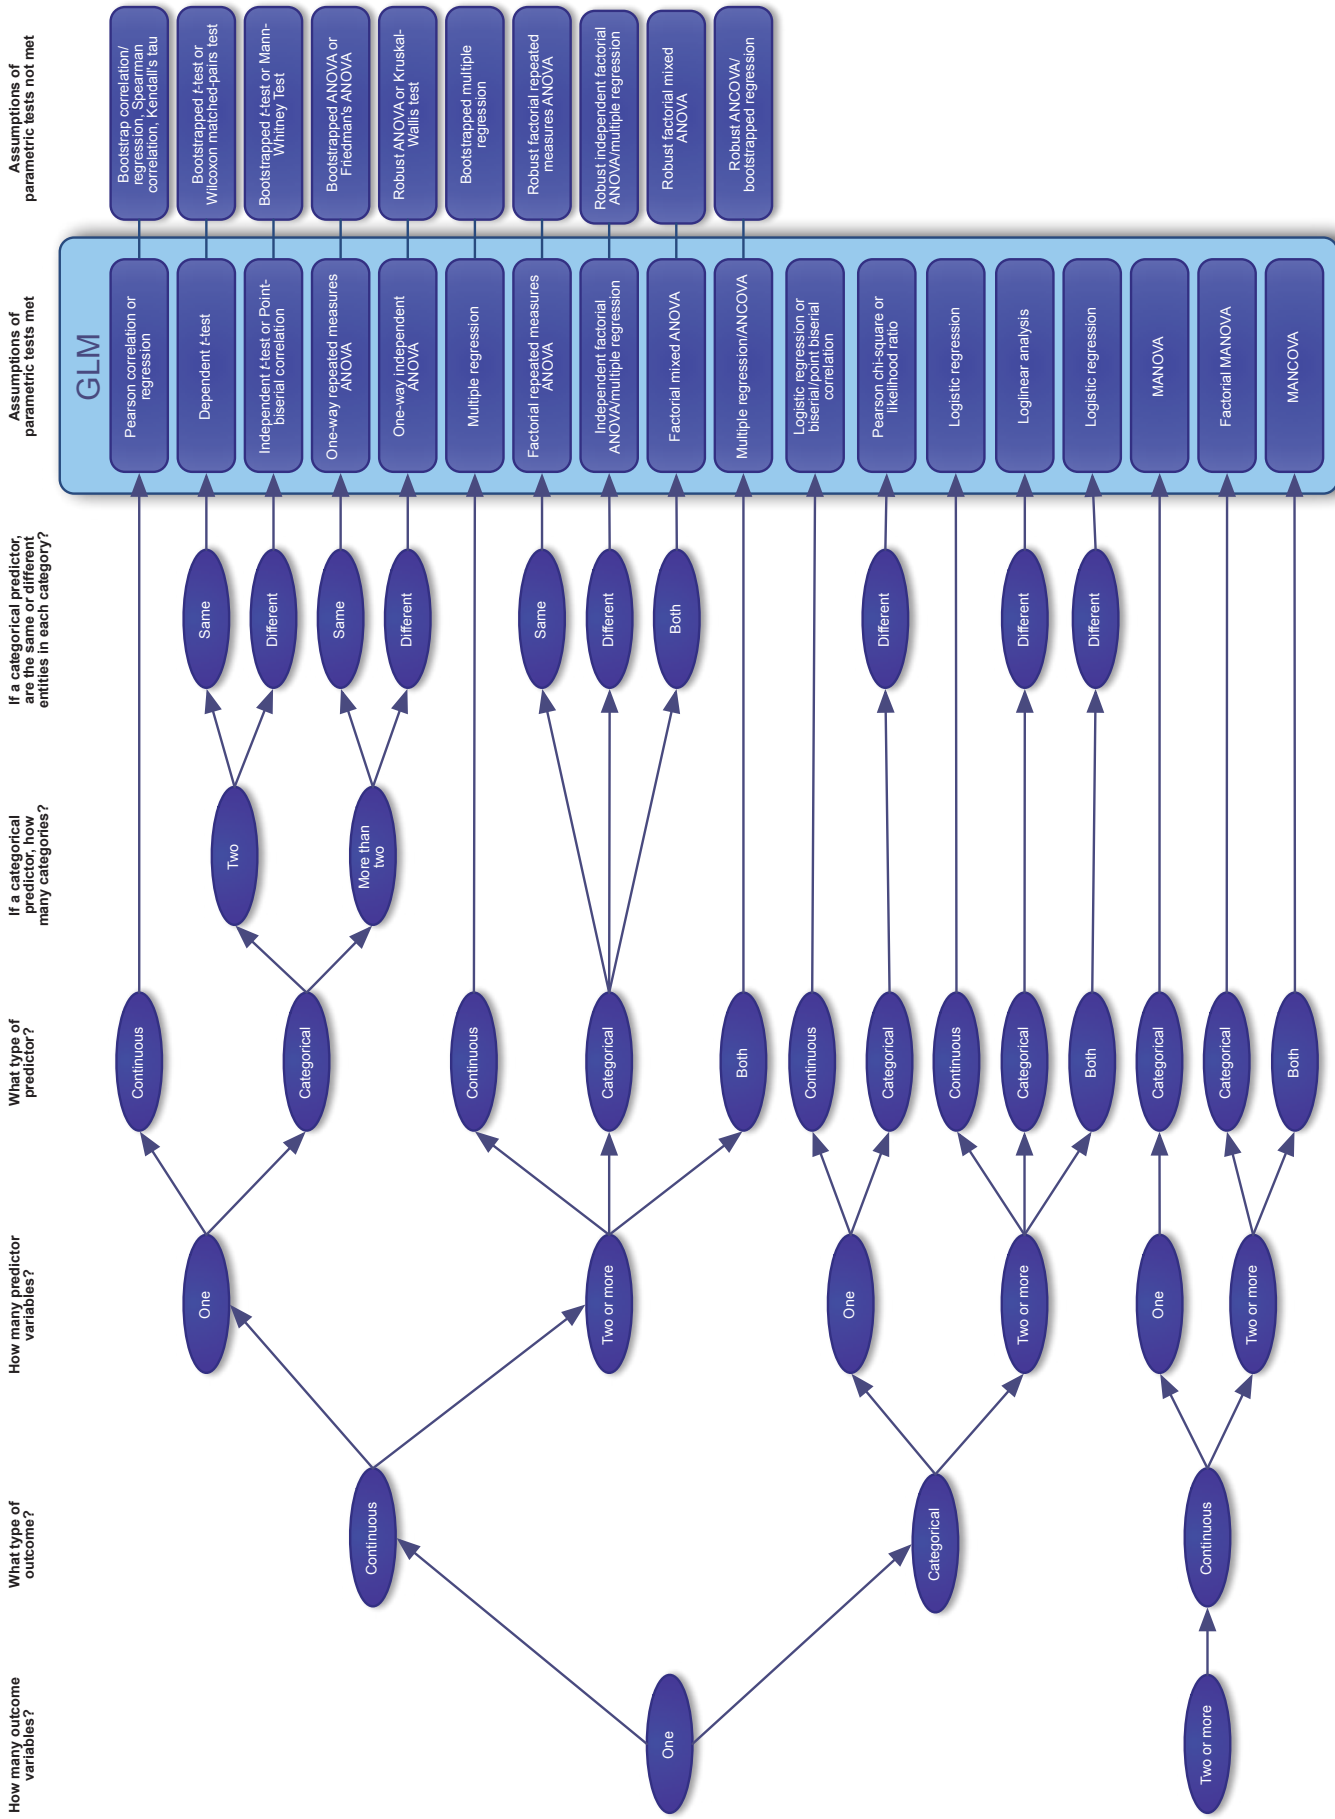 How many outcome
variables?
What type of
outcome?
How many predictor
variables?
What type of
predictor?
If a categorical
predictor, how
many categories?
If a categorical predictor,
are the same or different
entities in each category?
Assumptions of
parametric tests met
Assumptions of
parametric tests not met
One
Two or more
Continuous
Categorical
Continuous
One
Two or more
One
Two or more
One
Two or more
Continuous
Categorical
Continuous
Categorical
Both
Continuous
Categorical
Continuous
Categorical
Both
Categorical
Categorical
Both
Two
More than
two
Same
Different
Same
Different
Same
Different
Both
Different
Different
Different
GLM
Pearson correlation or
regression
Dependent t-test
Independent t-test or Point-
biserial correlation
One-way repeated measures
ANOVA
One-way independent
ANOVA
Multiple regression
Factorial repeated measures
ANOVA
Independent factorial
ANOVA/multiple regression
Factorial mixed ANOVA
Multiple regression/ANCOVA
Logistic regression or
biserial/point biserial
correlation
Pearson chi-square or
likelihood ratio
Logistic regression
Loglinear analysis
Logistic regression
MANOVA
Factorial MANOVA
MANCOVA
Bootstrap correlation/
regression, Spearman
correlation, Kendall's tau
Bootstrapped t-test or
Wilcoxon matched-pairs test
Bootstrapped t-test or Mann-
Whitney Test
Bootstrapped ANOVA or
Friedman's ANOVA
Robust ANOVA or Kruskal-
Wallis test
Bootstrapped multiple
regression
Robust factorial repeated
measures ANOVA
Robust independent factorial
ANOVA/multiple regression
Robust factorial mixed
ANOVA
Robust ANCOVA/
bootstrapped regression